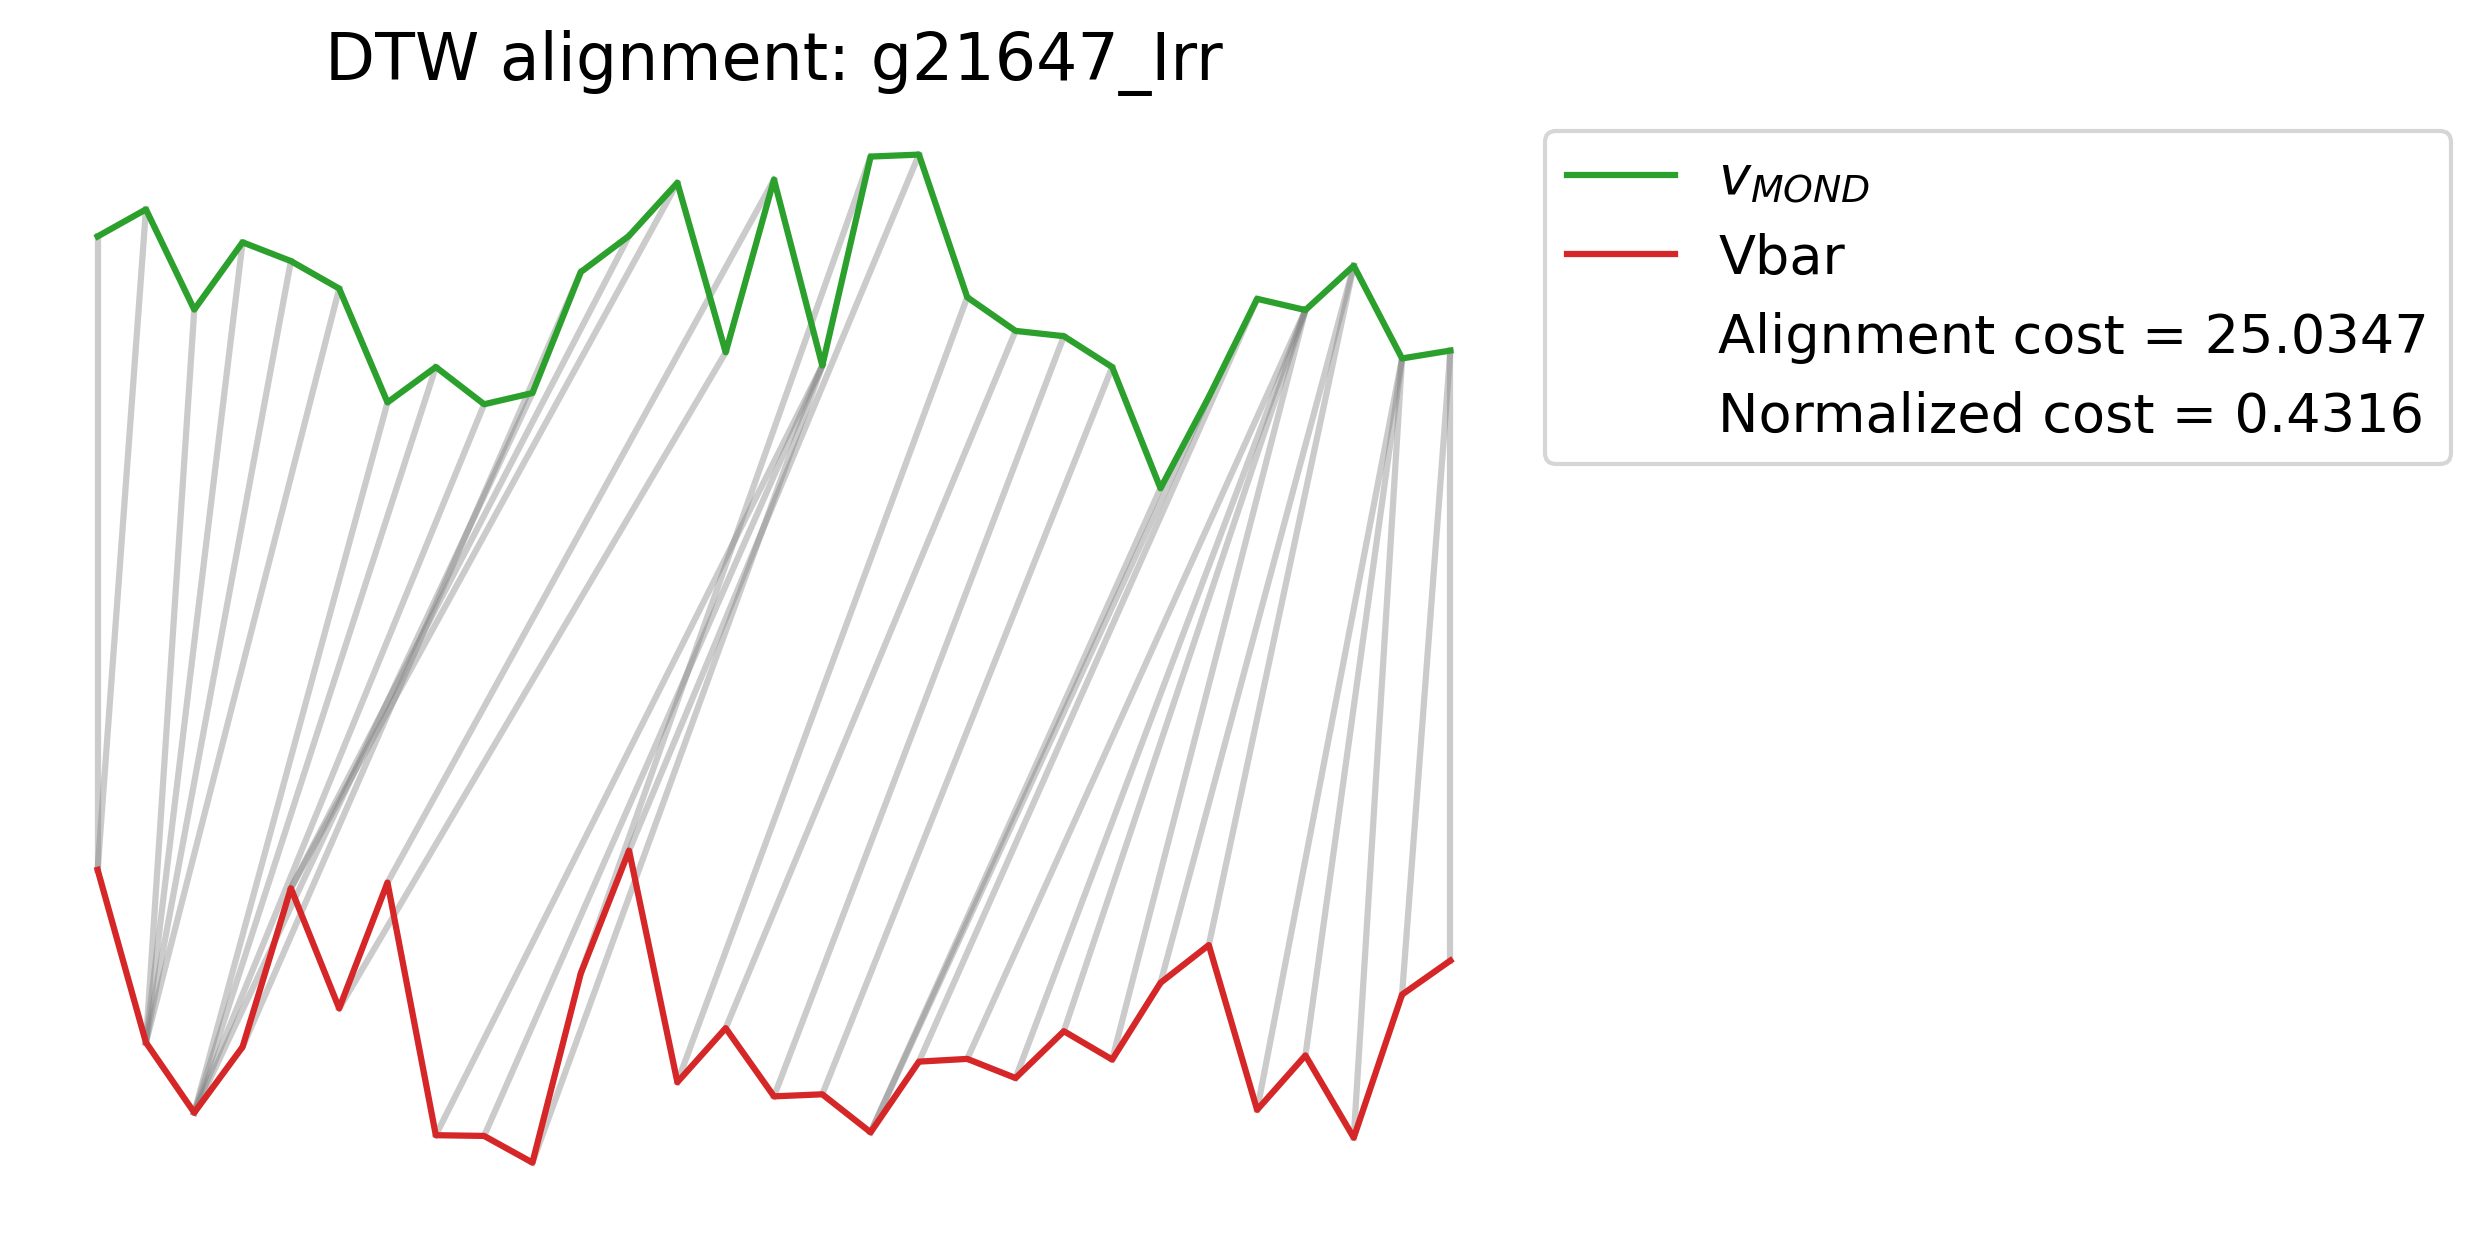 DTW alignment: g21647_Irr
v_MOND
Vbar
Alignment cost = 25.0347
Normalized cost = 0.4316